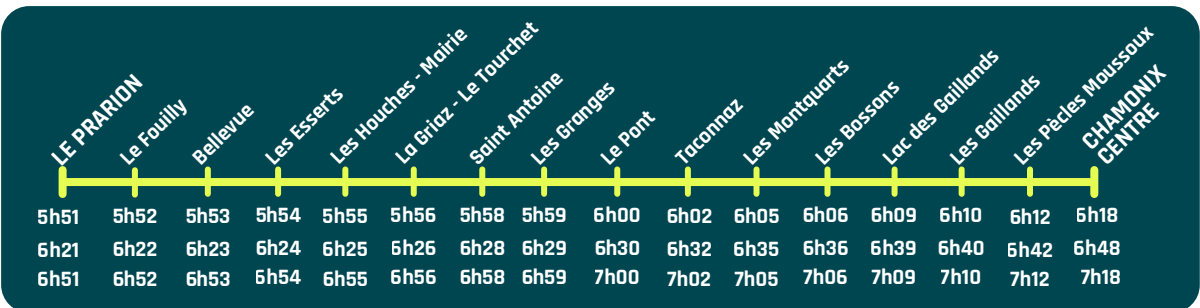 LE PRARION
Le Fouilly
Bellevue
Les Esserts
Les Houches - Mairie
La Griaz - Le Tourchet
Saint Antoine
Les Granges
Le Pont
Taconnaz
Les Montquarts
Les Bossons
Lac des Gaillands
Les Gaillands
Les Pècles Moussoux
CHAMONIX
CENTRE
5h51 5h52 5h53 5h54 5h55 5h56 5h58 5h59 6h00 6h02 6h05 6h06 6h09 6h10 6h12 6h18
6h21 6h22 6h23 6h24 6h25 6h26 6h28 6h29 6h30 6h32 6h35 6h36 6h39 6h40 6h42 6h48
6h51 6h52 6h53 6h54 6h55 6h56 6h58 6h59 7h00 7h02 7h05 7h06 7h09 7h10 7h12 7h18